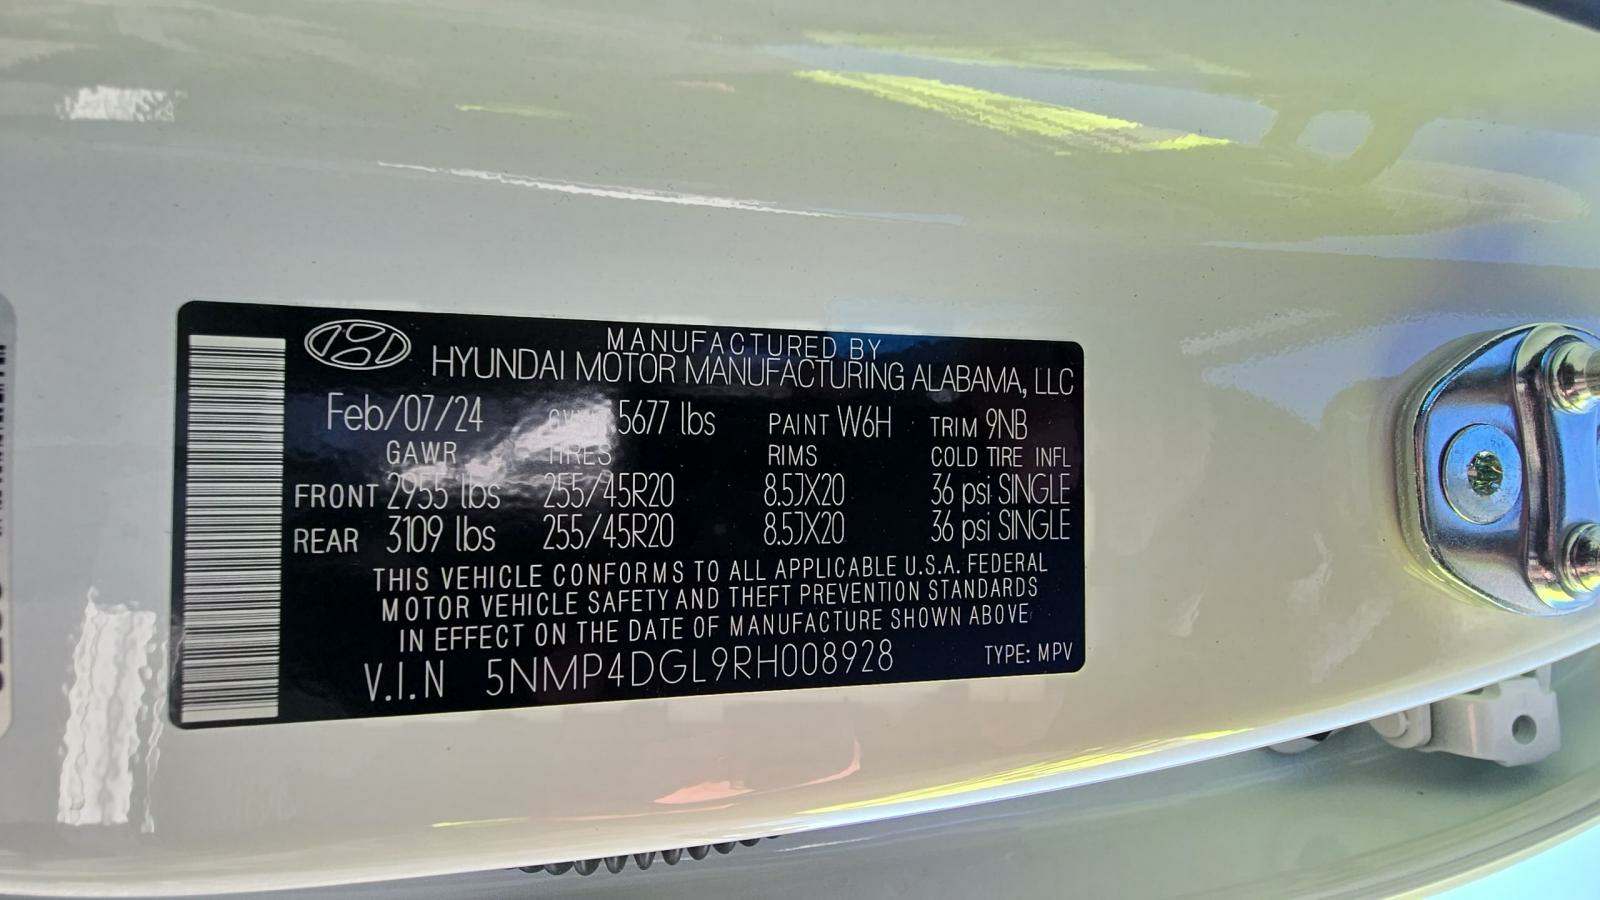 MANUFACTURED BY
HYUNDAI MOTOR MANUFACTURING ALABAMA, LLC
Feb/07/24 5677 lbs PAINT W6H TRIM 9NB
GAWR TIRES RIMS COLD TIRE INFL
FRONT 2955 lbs 255/45R20 8.5JX20 36 psi SINGLE
REAR 3109 lbs 255/45R20 8.5JX20 36 psi SINGLE
THIS VEHICLE CONFORMS TO ALL APPLICABLE U.S.A. FEDERAL
MOTOR VEHICLE SAFETY AND THEFT PREVENTION STANDARDS
IN EFFECT ON THE DATE OF MANUFACTURE SHOWN ABOVE
V.I.N 5NMP4DGL9RH008928 TYPE: MPV